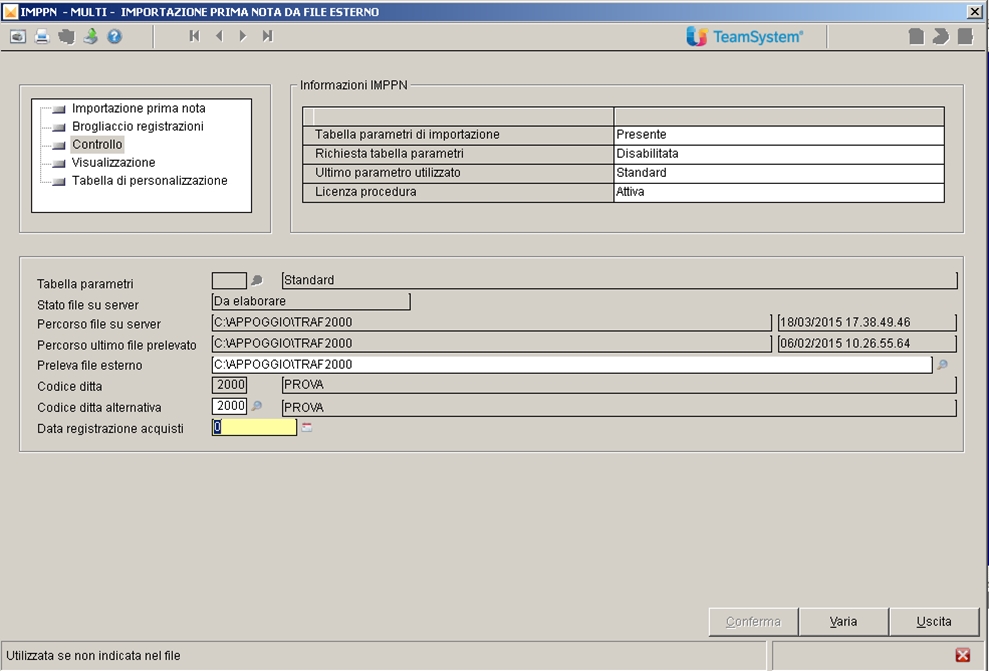 IMPPN - MULTI - IMPORTAZIONE PRIMA NOTA DA FILE ESTERNO
TeamSystem®
Importazione prima nota
Brogliaccio registrazioni
Controllo
Visualizzazione
Tabella di personalizzazione
Informazioni IMPPN
Tabella parametri di importazione Presente
Richiesta tabella parametri Disabilitata
Ultimo parametro utilizzato Standard
Licenza procedura Attiva
Tabella parametri Standard
Stato file su server Da elaborare
Percorso file su server C:\APPOGGIO\TRAF2000 18/03/2015 17.38.49.46
Percorso ultimo file prelevato C:\APPOGGIO\TRAF2000 06/02/2015 10.26.55.64
Preleva file esterno C:\APPOGGIO\TRAF2000
Codice ditta 2000 PROVA
Codice ditta alternativa 2000 PROVA
Data registrazione acquisti 0
Conferma Varia Uscita
Utilizzata se non indicata nel file